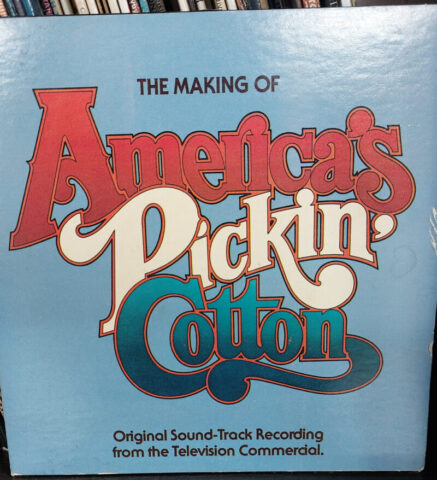 THE MAKING OF
America's
Pickin'
Cotton
Original Sound-Track Recording
from the Television Commercial.